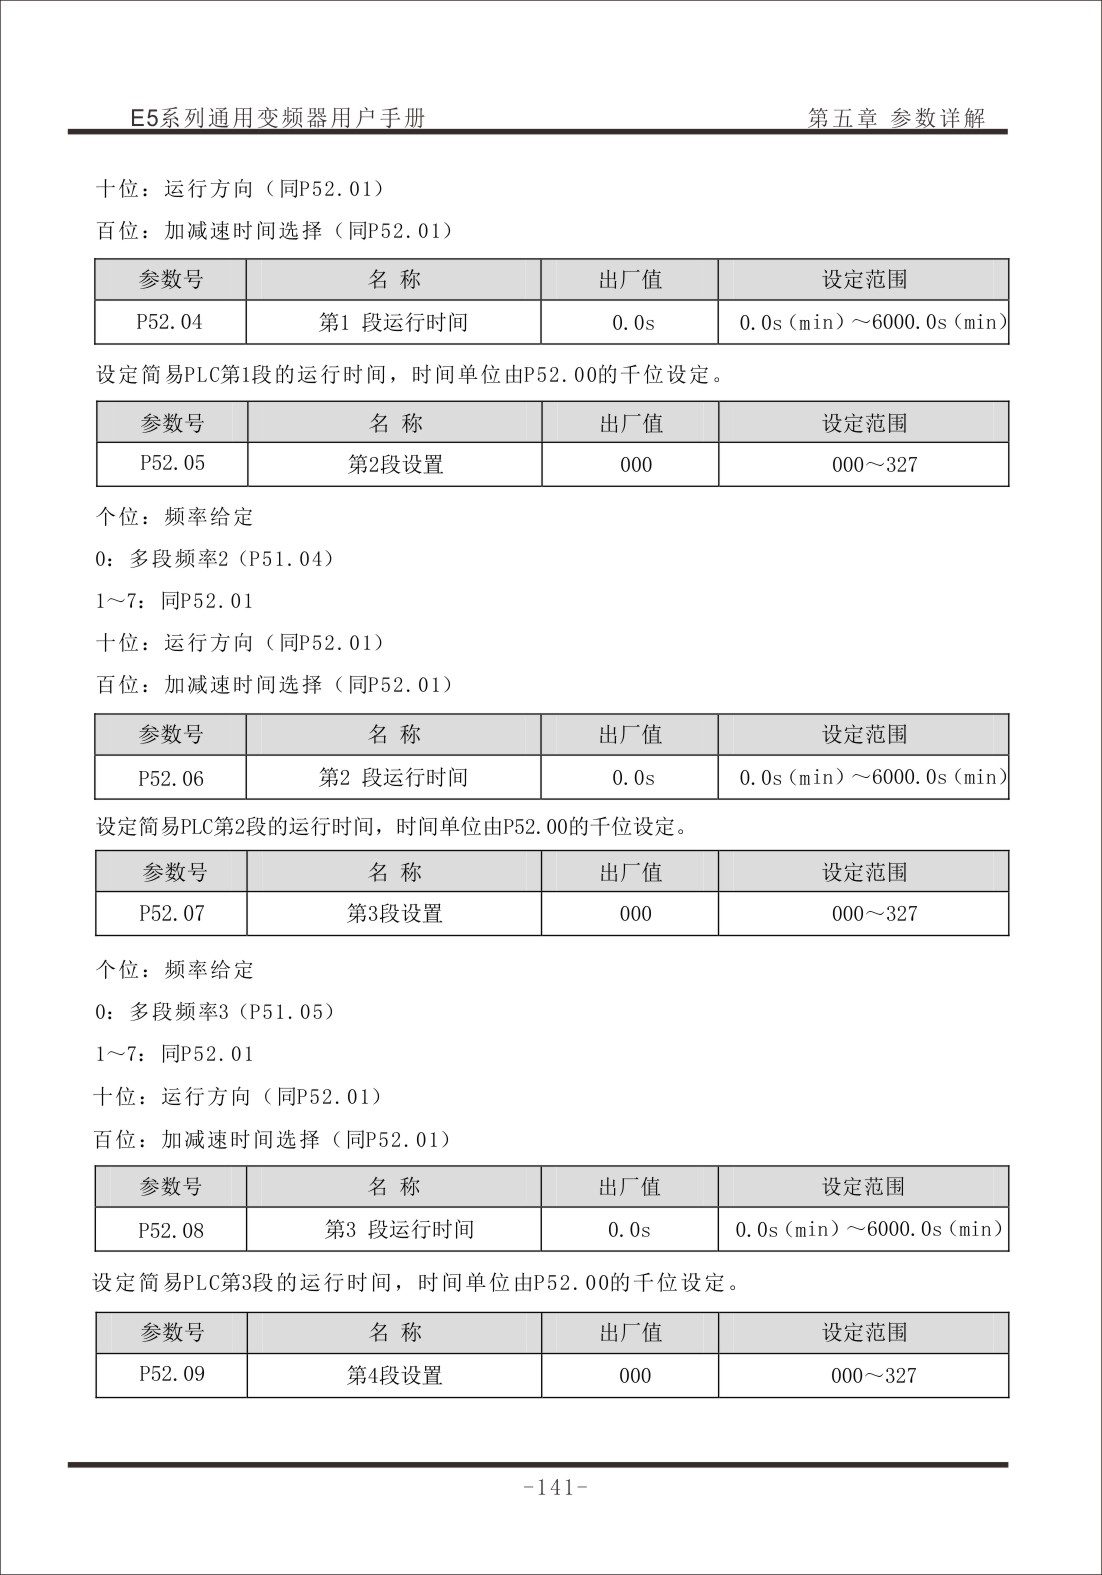 E5系列通用变频器用户手册 第五章 参数详解
十位：运行方向（同P52.01）
百位：加减速时间选择（同P52.01）
参数号 名 称 出厂值 设定范围
P52.04 第1 段运行时间 0.0s 0.0s(min)～6000.0s(min)
设定简易PLC第1段的运行时间，时间单位由P52.00的千位设定。
参数号 名 称 出厂值 设定范围
P52.05 第2段设置 000 000～327
个位：频率给定
0：多段频率2（P51.04）
1～7：同P52.01
十位：运行方向（同P52.01）
百位：加减速时间选择（同P52.01）
参数号 名 称 出厂值 设定范围
P52.06 第2 段运行时间 0.0s 0.0s(min)～6000.0s(min)
设定简易PLC第2段的运行时间，时间单位由P52.00的千位设定。
参数号 名 称 出厂值 设定范围
P52.07 第3段设置 000 000～327
个位：频率给定
0：多段频率3（P51.05）
1～7：同P52.01
十位：运行方向（同P52.01）
百位：加减速时间选择（同P52.01）
参数号 名 称 出厂值 设定范围
P52.08 第3 段运行时间 0.0s 0.0s(min)～6000.0s(min)
设定简易PLC第3段的运行时间，时间单位由P52.00的千位设定。
参数号 名 称 出厂值 设定范围
P52.09 第4段设置 000 000～327
-141-